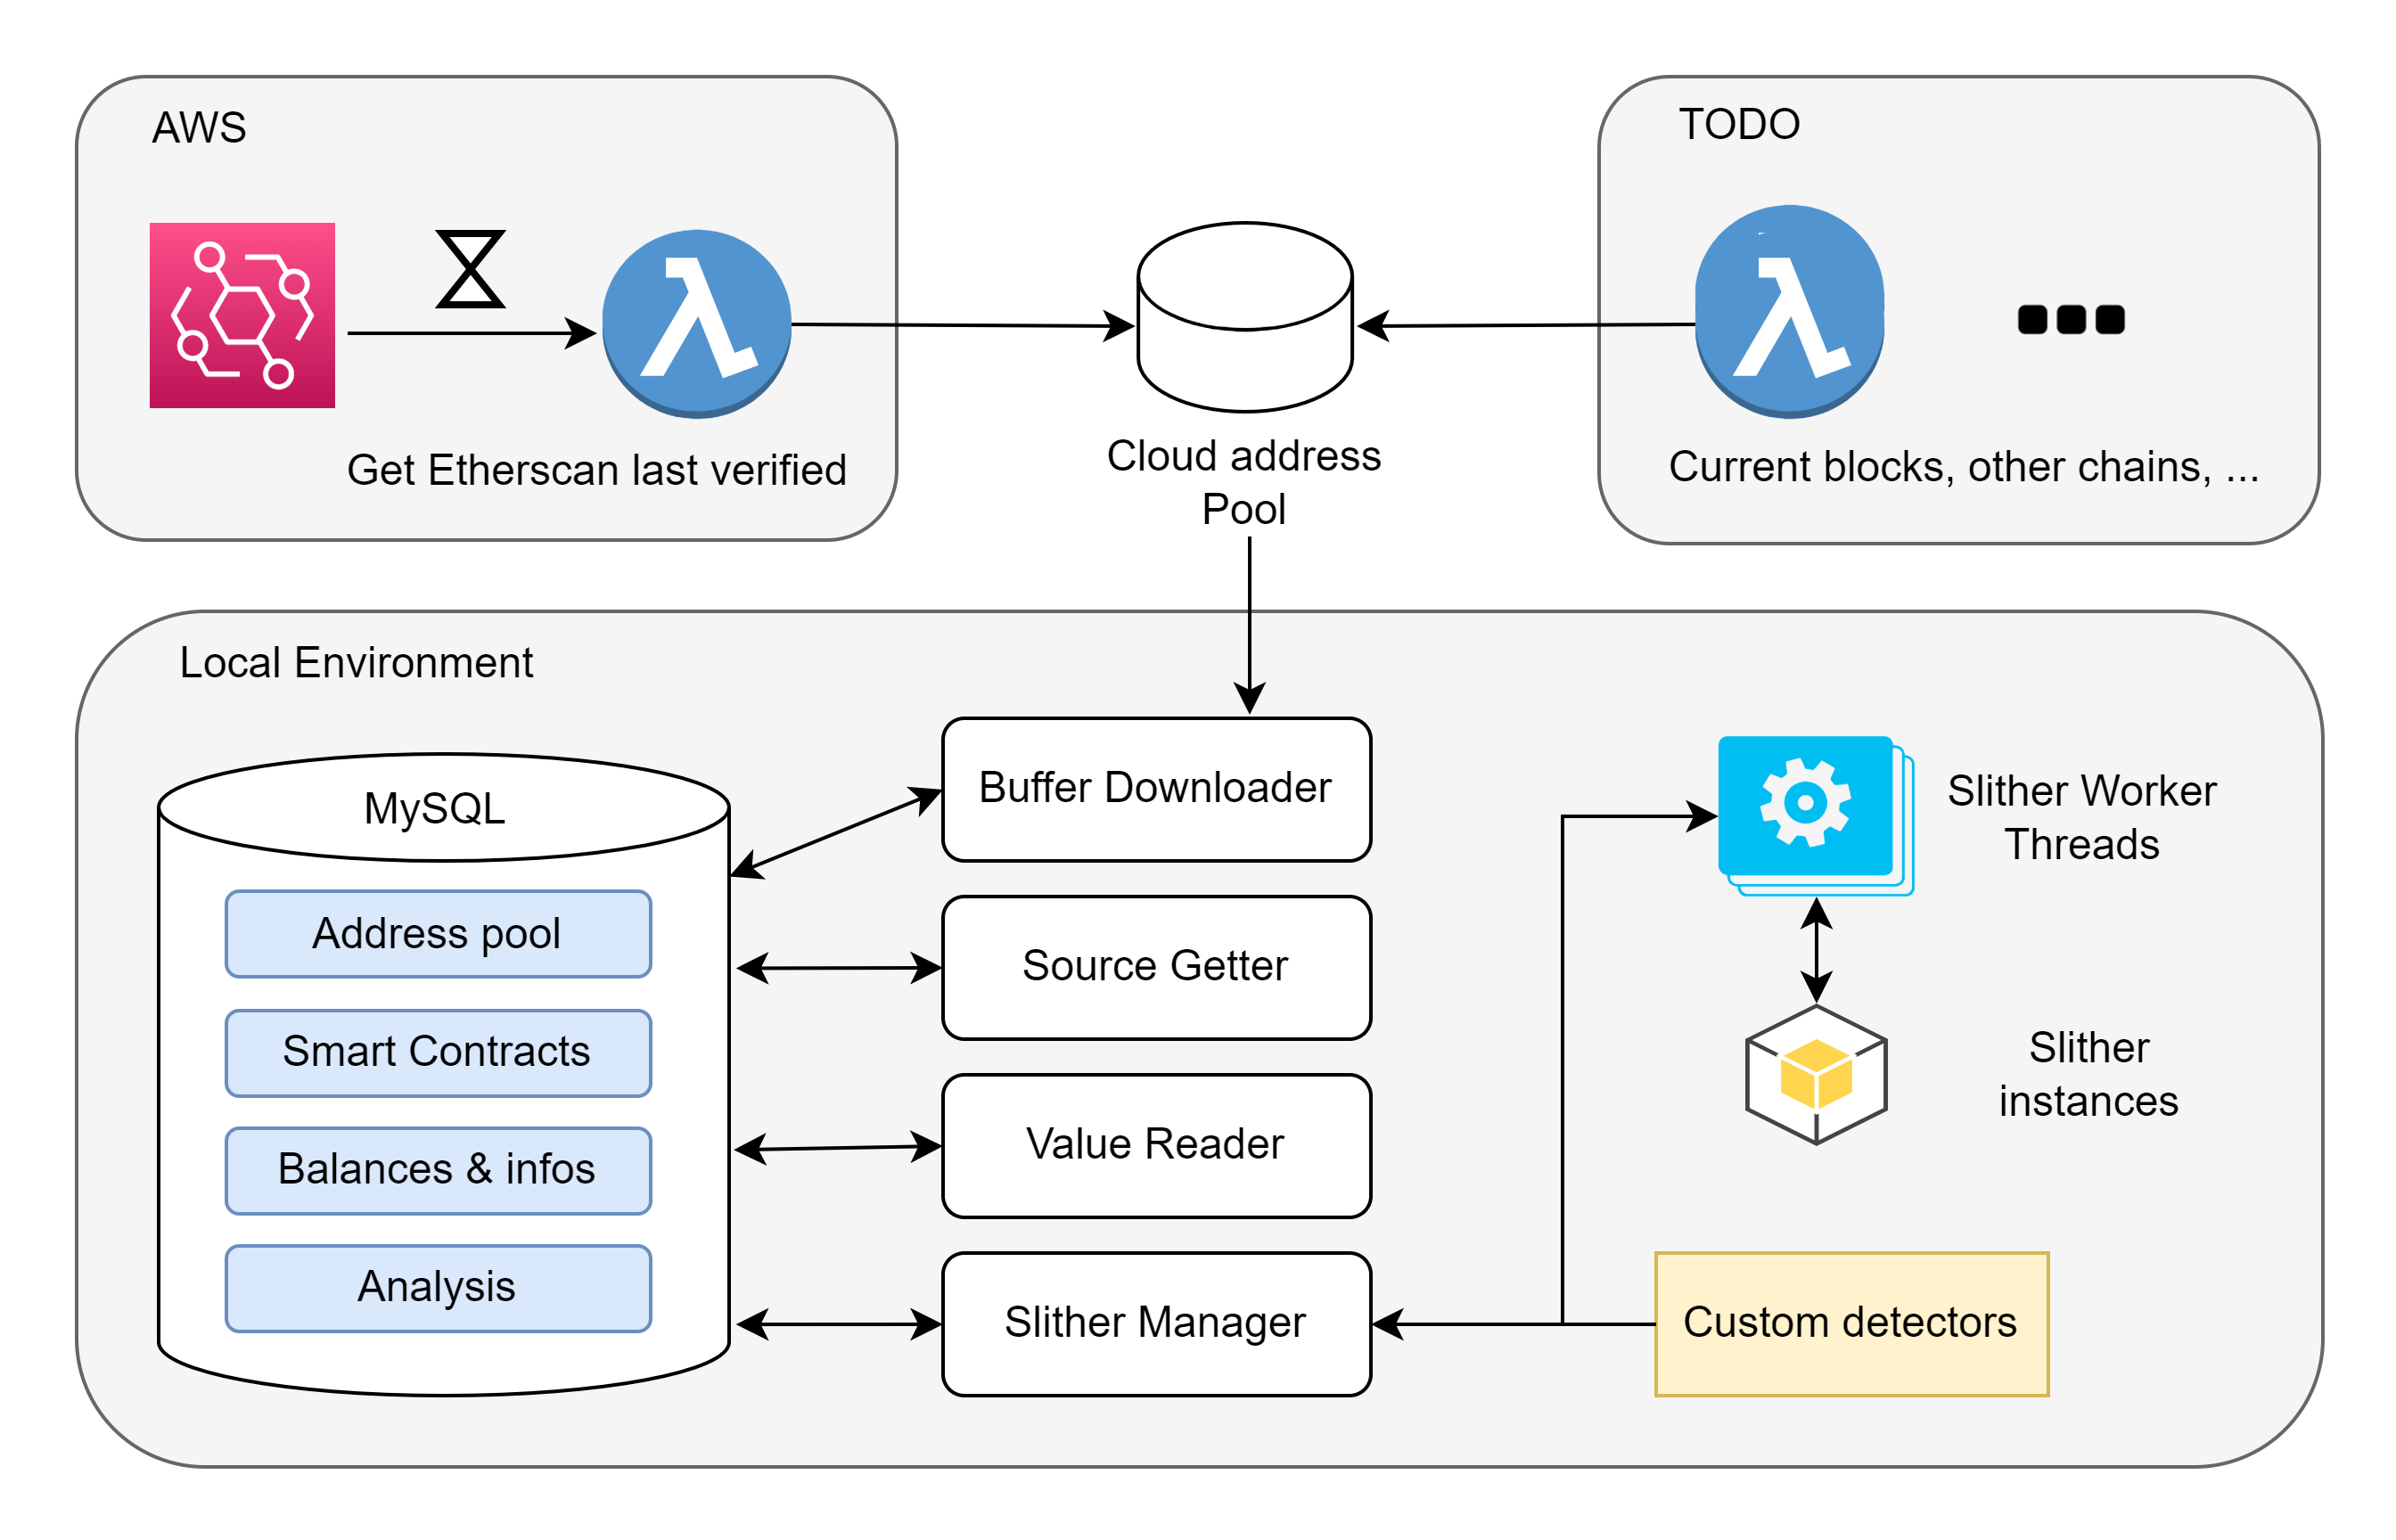 AWS
TODO
Get Etherscan last verified
Cloud address
Pool
Current blocks, other chains, ...
Local Environment
MySQL
Address pool
Smart Contracts
Balances & infos
Analysis
Buffer Downloader
Source Getter
Value Reader
Slither Manager
Slither Worker
Threads
Slither
instances
Custom detectors